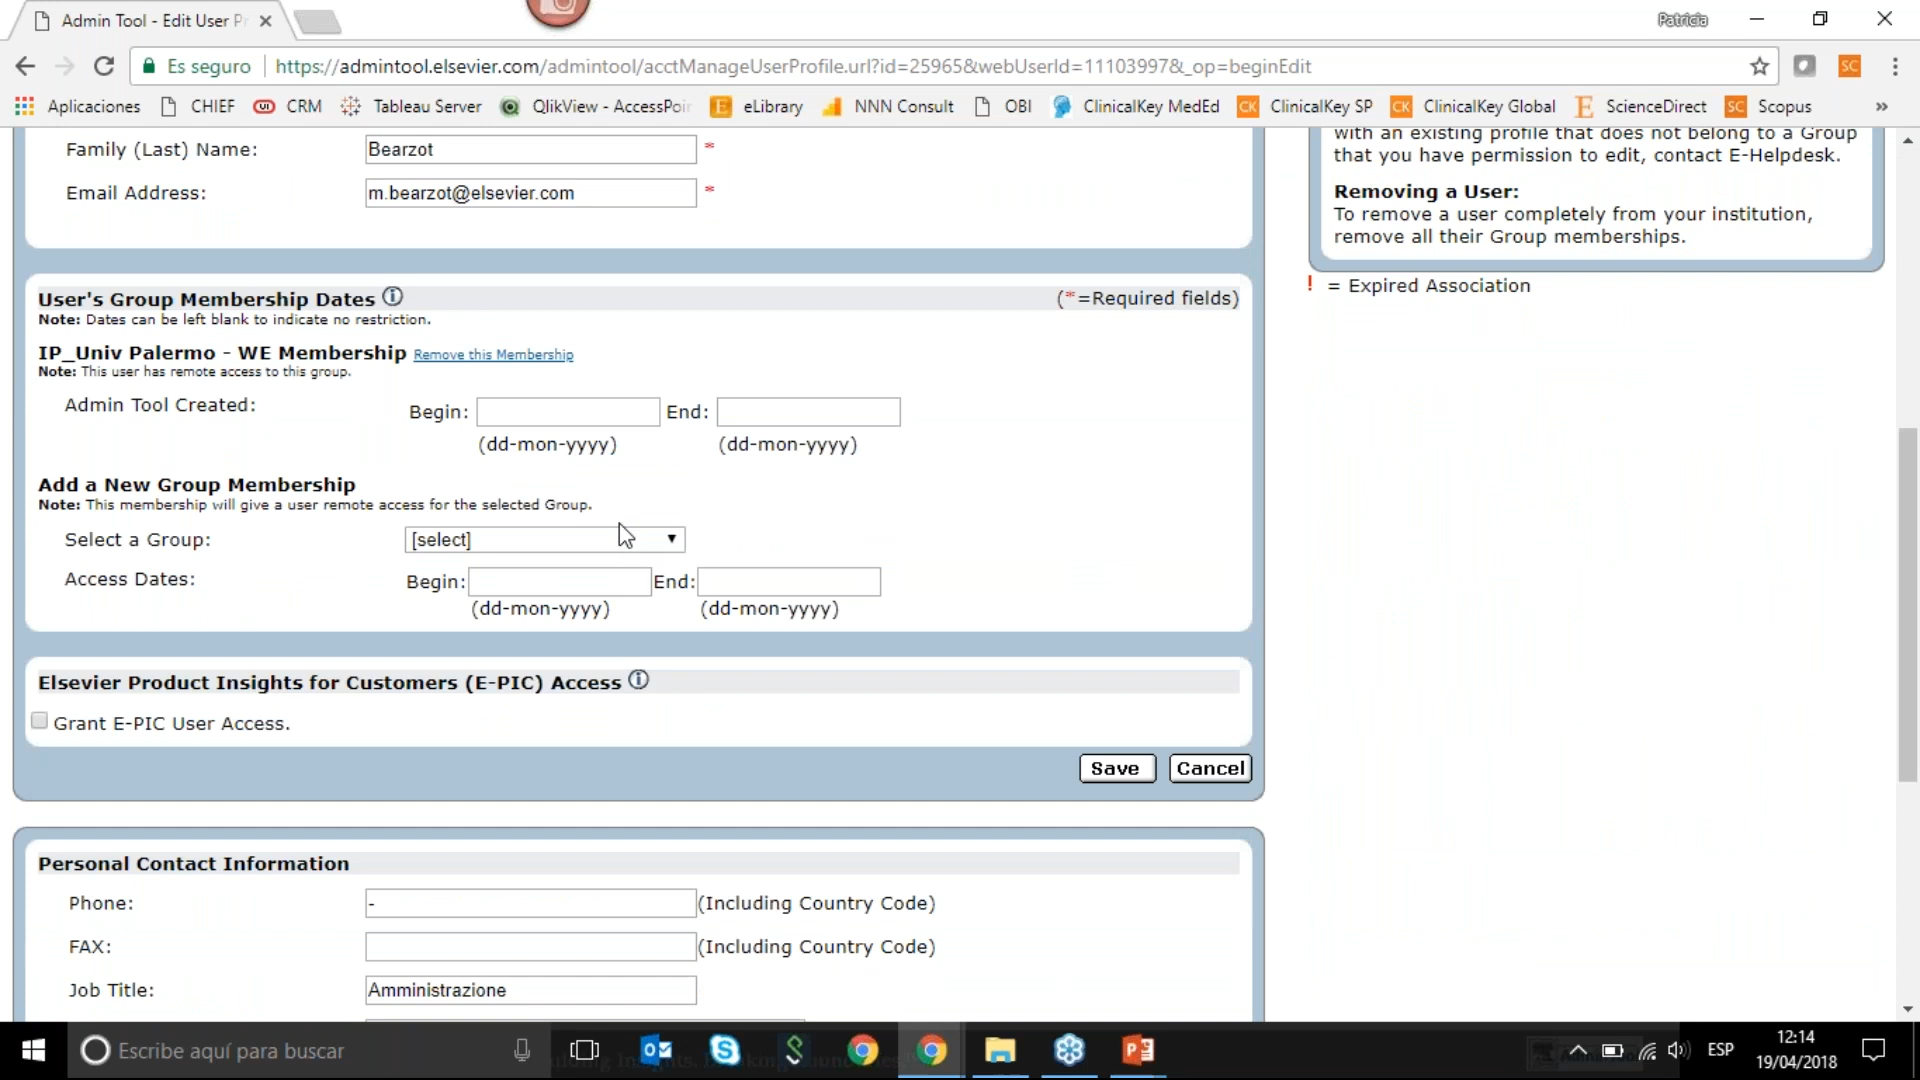 Admin Tool - Edit User P
Patricia
Es seguro
https://admintool.elsevier.com/admintool/acctManageUserProfile.url?id=25965&webUserId=11103997&_op=beginEdit
SC
Aplicaciones
CHIEF
CRM
Tableau Server
QlikView - AccessPoi
eLibrary
NNN Consult
OBI
ClinicalKey MedEd
CK ClinicalKey SP
CK ClinicalKey Global
ScienceDirect
SC Scopus
»
Family (Last) Name: Bearzot *
Email Address: m.bearzot@elsevier.com *
with an existing profile that does not belong to a Group
that you have permission to edit, contact E-Helpdesk.
Removing a User:
To remove a user completely from your institution,
remove all their Group memberships.
! = Expired Association
User's Group Membership Dates (*=Required fields)
Note: Dates can be left blank to indicate no restriction.
IP_Univ Palermo - WE Membership Remove this Membership
Note: This user has remote access to this group.
Admin Tool Created: Begin: End:
(dd-mon-yyyy) (dd-mon-yyyy)
Add a New Group Membership
Note: This membership will give a user remote access for the selected Group.
Select a Group: [select]
Access Dates: Begin: End:
(dd-mon-yyyy) (dd-mon-yyyy)
Elsevier Product Insights for Customers (E-PIC) Access
Grant E-PIC User Access.
Save Cancel
Personal Contact Information
Phone: - (Including Country Code)
FAX: (Including Country Code)
Job Title: Amministrazione
Escribe aquí para buscar
ESP
12:14
19/04/2018